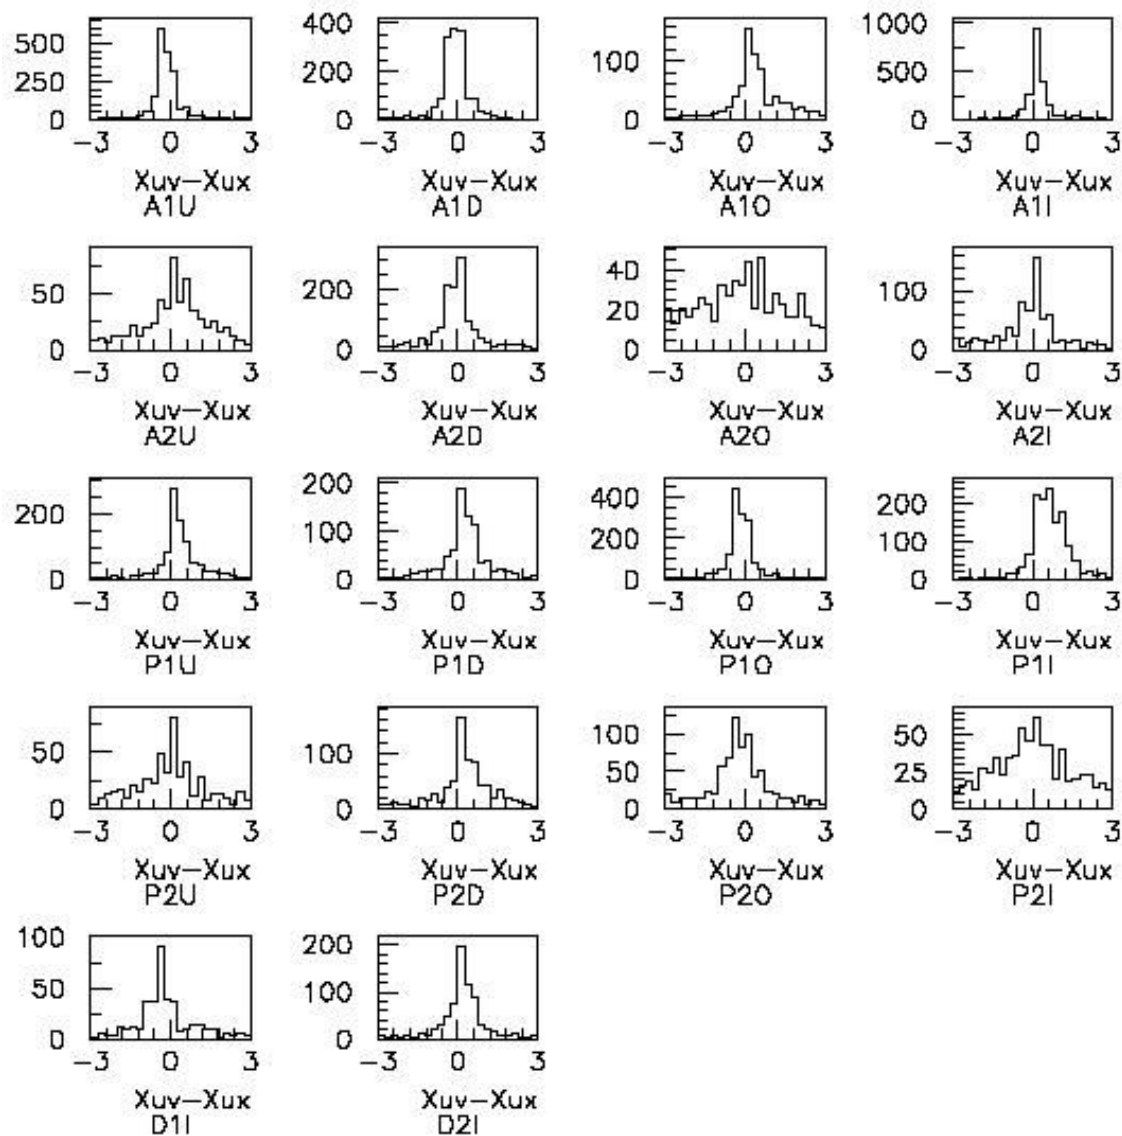 500
250
0
-3 0 3
Xuv-Xux
A1U
400
200
0
-3 0 3
Xuv-Xux
A1D
100
0
-3 0 3
Xuv-Xux
A1O
1000
500
0
-3 0 3
Xuv-Xux
A1I
50
0
-3 0 3
Xuv-Xux
A2U
200
0
-3 0 3
Xuv-Xux
A2D
40
20
0
-3 0 3
Xuv-Xux
A2O
100
0
-3 0 3
Xuv-Xux
A2I
200
0
-3 0 3
Xuv-Xux
P1U
200
100
0
-3 0 3
Xuv-Xux
P1D
400
200
0
-3 0 3
Xuv-Xux
P1O
200
100
0
-3 0 3
Xuv-Xux
P1I
50
0
-3 0 3
Xuv-Xux
P2U
100
0
-3 0 3
Xuv-Xux
P2D
100
50
0
-3 0 3
Xuv-Xux
P2O
50
25
0
-3 0 3
Xuv-Xux
P2I
100
50
0
-3 0 3
Xuv-Xux
D1I
200
100
0
-3 0 3
Xuv-Xux
D2I